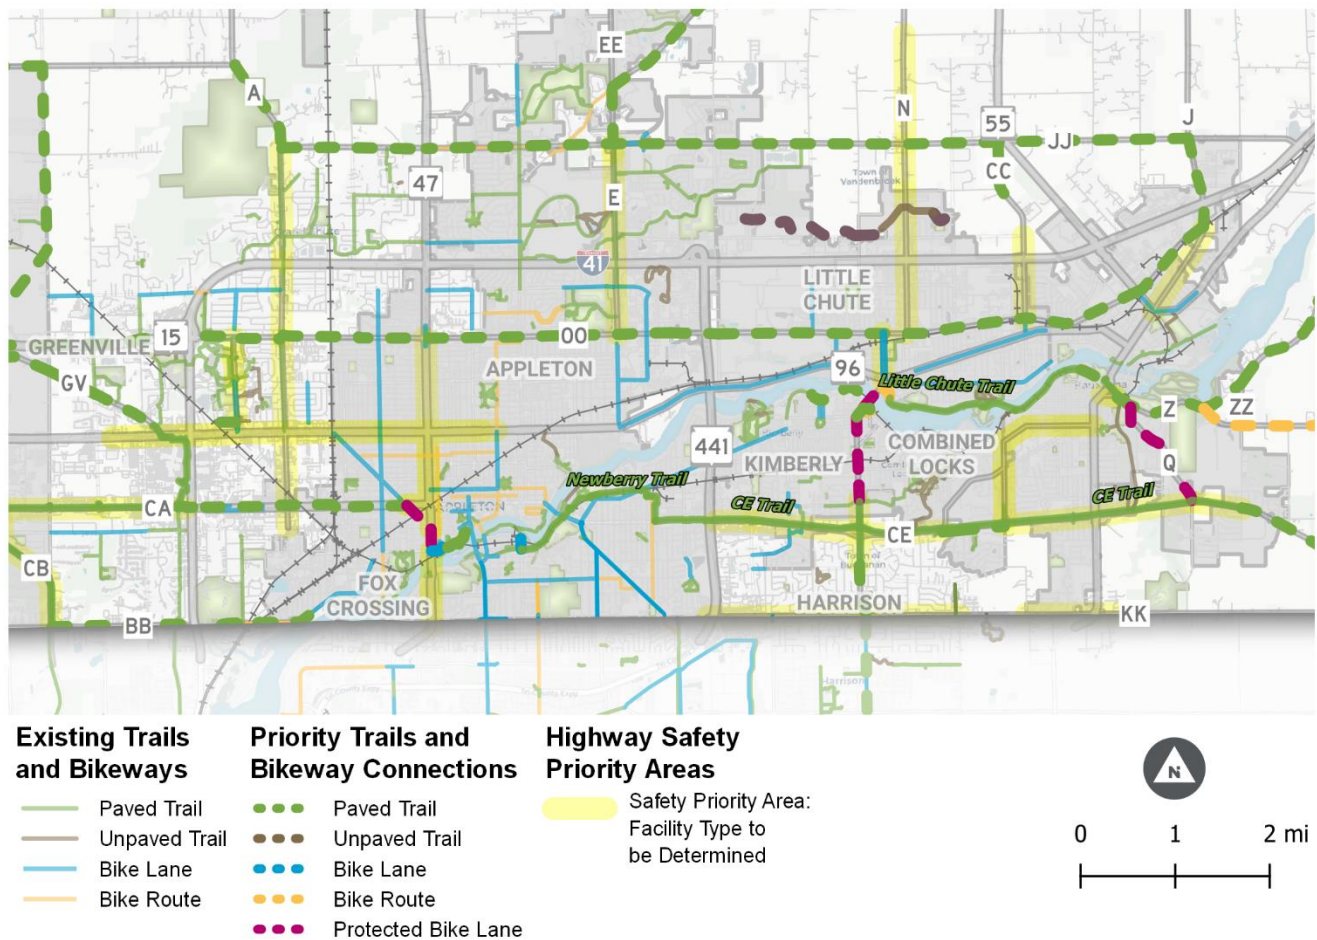 EE
A
N
J
55
JJ
CC
47
Town of
Vandenbroek
E
41
LITTLE
CHUTE
15
OO
GREENVILLE
APPLETON
96
GV
Little Chute Trail
Z
ZZ
441
COMBINED
LOCKS
KIMBERLY
Q
Newberry Trail
CE Trail
CE Trail
CA
APPLETON
CE
Town of
Buchanan
CB
FOX
CROSSING
HARRISON
KK
BB
Harrison
Existing Trails
and Bikeways
Paved Trail
Unpaved Trail
Bike Lane
Bike Route
Priority Trails and
Bikeway Connections
Paved Trail
Unpaved Trail
Bike Lane
Bike Route
Protected Bike Lane
Highway Safety
Priority Areas
Safety Priority Area:
Facility Type to
be Determined
N
0 1 2 mi